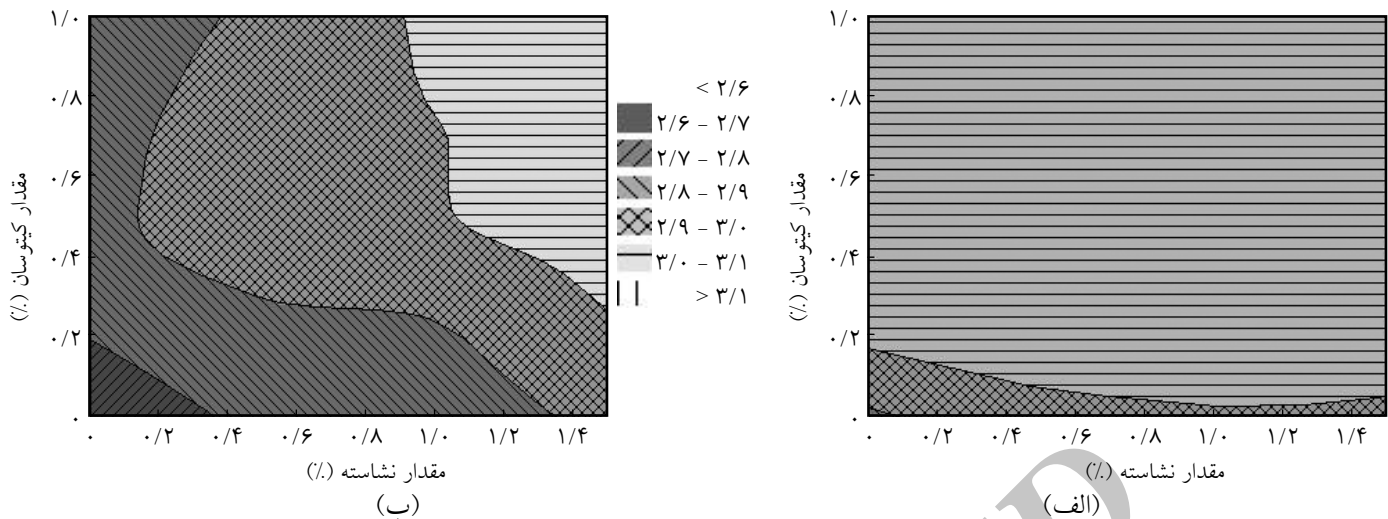 ۱/۰
۰/۸
۰/۶
۰/۴
۰/۲
۰
۰ ۰/۲ ۰/۴ ۰/۶ ۰/۸ ۱/۰ ۱/۲ ۱/۴
مقدار کیتوسان (٪)
مقدار نشاسته (٪)
(الف)
< ۲/۶
۲/۶ - ۲/۷
۲/۷ - ۲/۸
۲/۸ - ۲/۹
۲/۹ - ۳/۰
۳/۰ - ۳/۱
> ۳/۱
۱/۰
۰/۸
۰/۶
۰/۴
۰/۲
۰
۰ ۰/۲ ۰/۴ ۰/۶ ۰/۸ ۱/۰ ۱/۲ ۱/۴
مقدار کیتوسان (٪)
مقدار نشاسته (٪)
(ب)